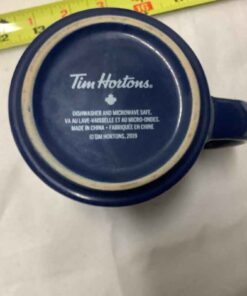 Tim Hortons®
DISHWASHER AND MICROWAVE SAFE.
VA AU LAVE-VAISSELLE ET AU MICRO-ONDES.
MADE IN CHINA • FABRIQUÉE EN CHINE
©TIM HORTONS, 2019